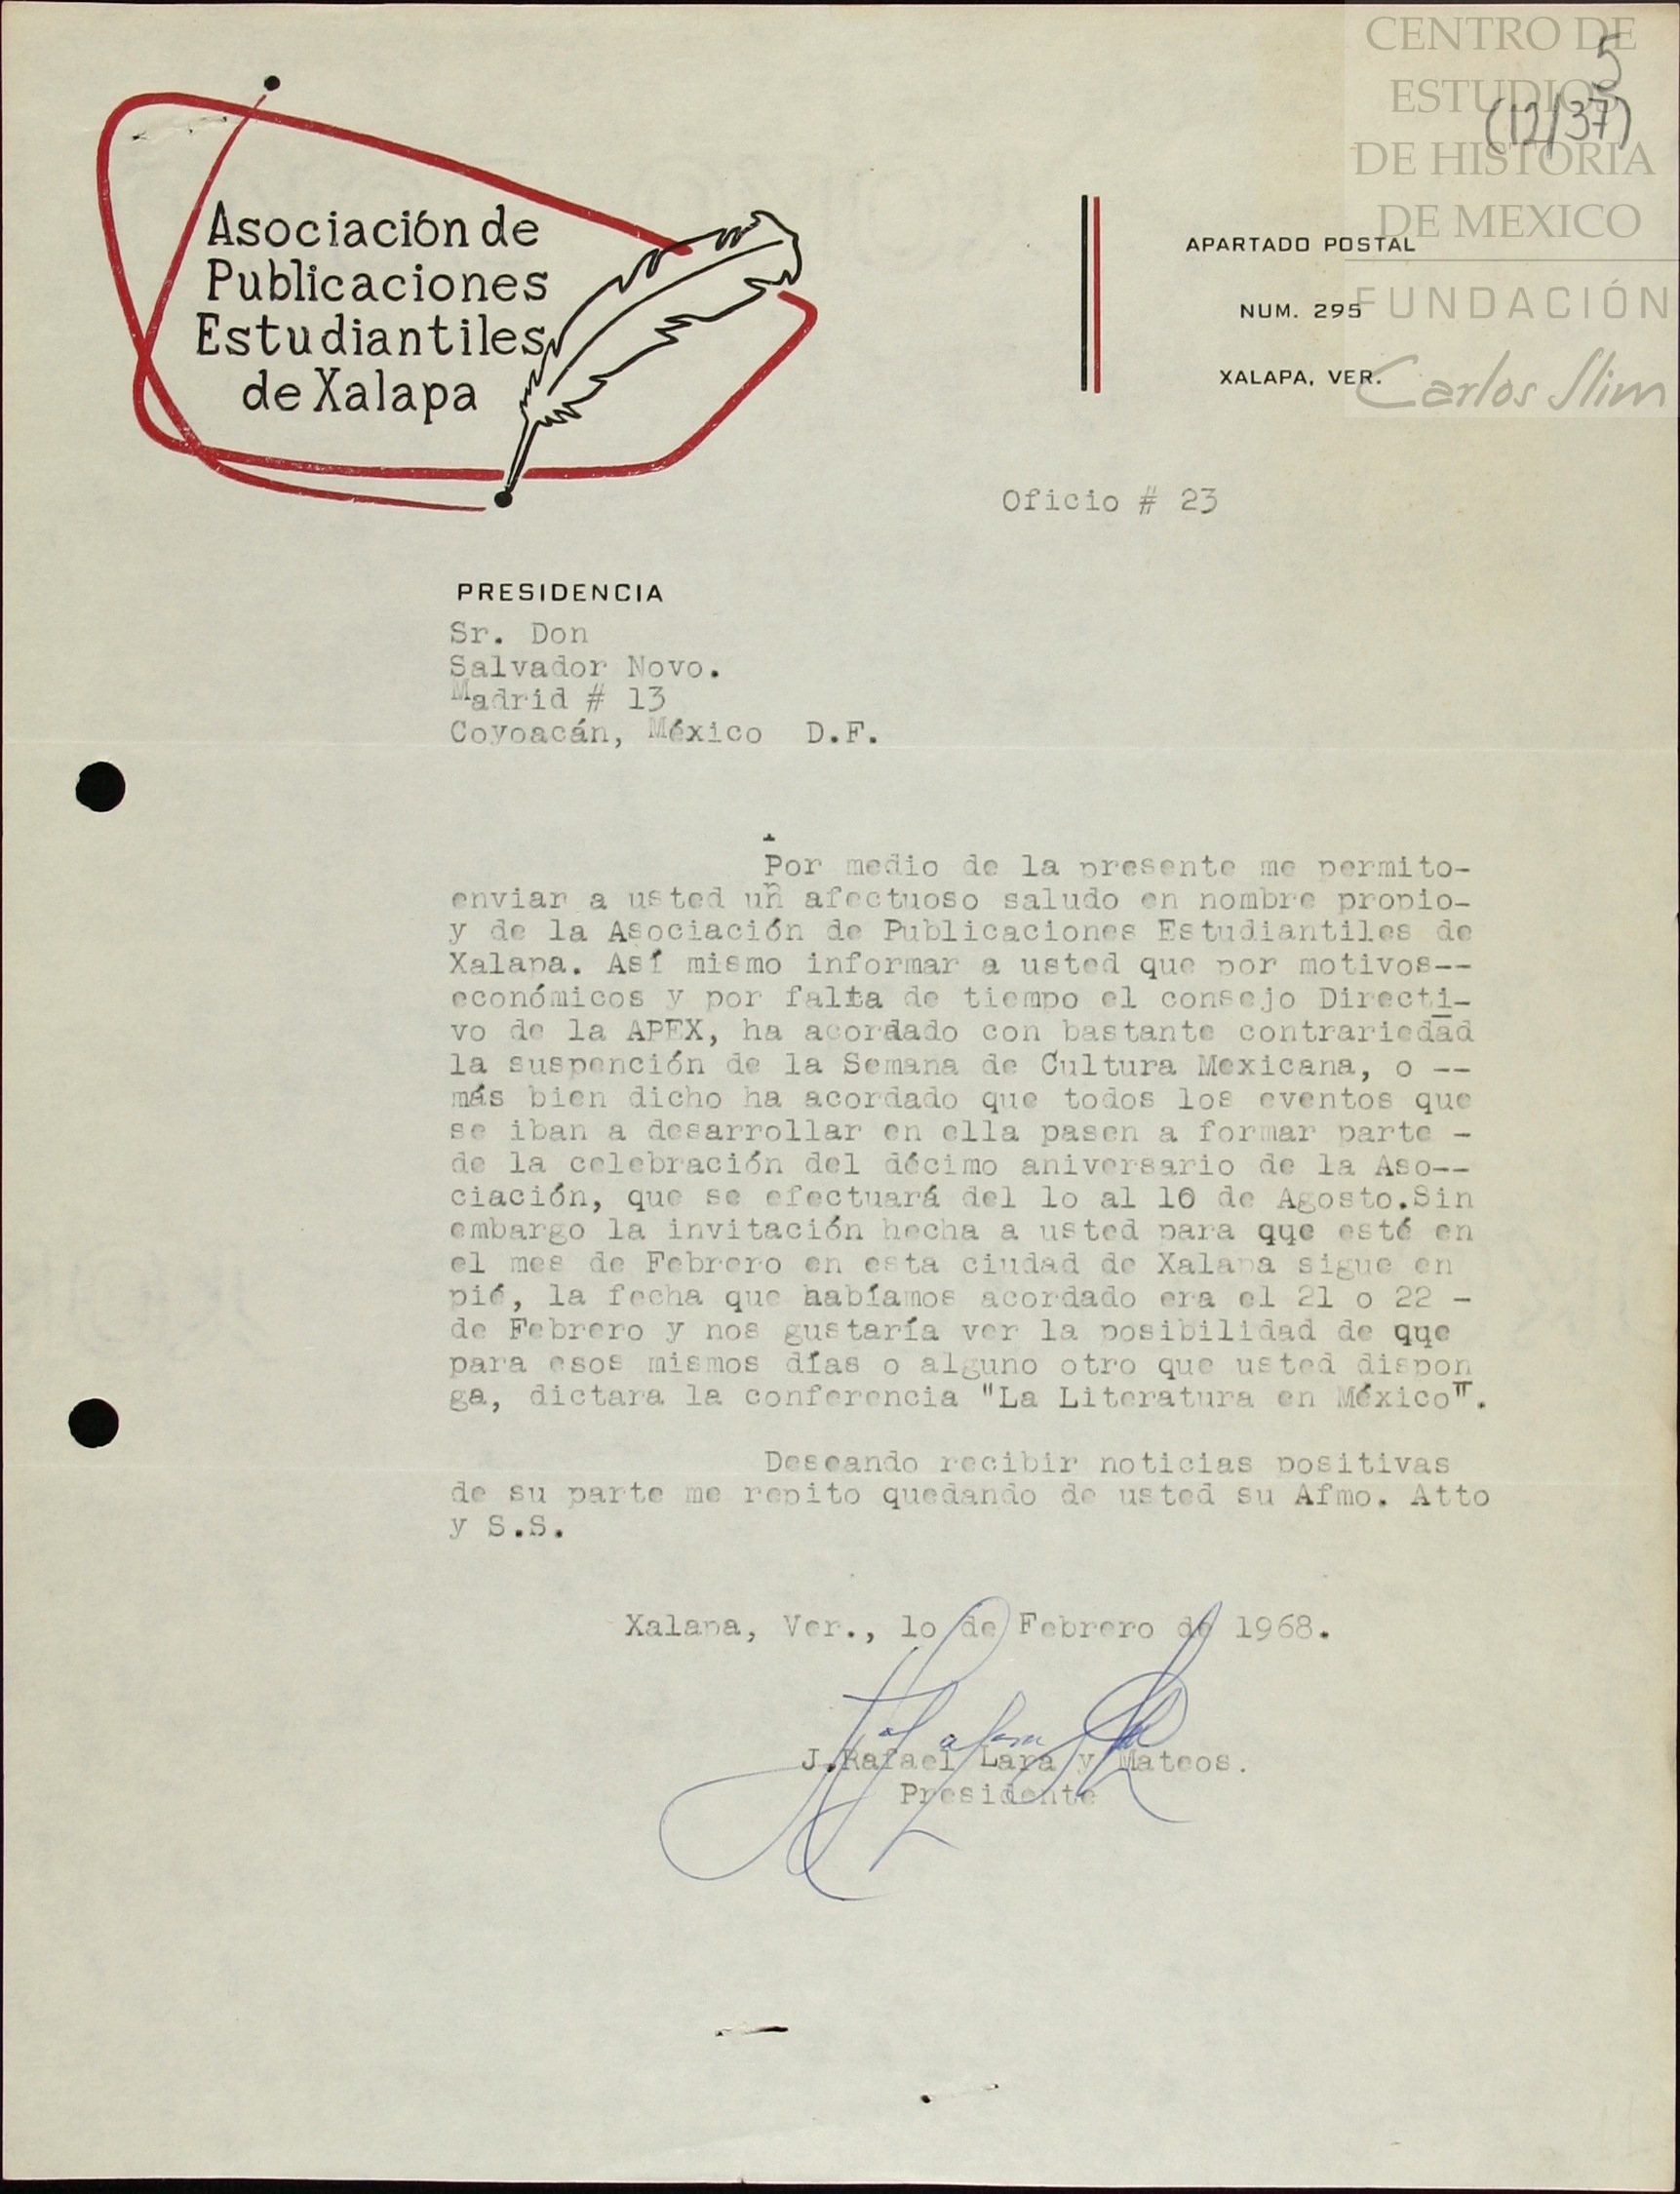 CENTRO DE
ESTUDIOS
DE HISTORIA
DE MEXICO
FUNDACIÓN
Carlos Slim
5
(12/37)
Asociación de
Publicaciones
Estudiantiles
de Xalapa
APARTADO POSTAL
NUM. 295
XALAPA, VER.
Oficio # 23
PRESIDENCIA
Sr. Don
Salvador Novo.
Madrid # 13
Coyoacán, México  D.F.
Por medio de la presente me permito-
enviar a usted un afectuoso saludo en nombre propio-
y de la Asociación de Publicaciones Estudiantiles de
Xalapa. Así mismo informar a usted que por motivos--
económicos y por falta de tiempo el consejo Directi-
vo de la APEX, ha acordado con bastante contrariedad
la suspención de la Semana de Cultura Mexicana, o --
más bien dicho ha acordado que todos los eventos que
se iban a desarrollar en ella pasen a formar parte -
de la celebración del décimo aniversario de la Aso--
ciación, que se efectuará del lo al 10 de Agosto.Sin
embargo la invitación hecha a usted para qqe esté en
el mes de Febrero en esta ciudad de Xalapa sigue en
pié, la fecha que habíamos acordado era el 21 o 22 -
de Febrero y nos gustaría ver la posibilidad de qqe
para esos mismos días o alguno otro que usted dispon
ga, dictara la conferencia "La Literatura en México".
Deseando recibir noticias positivas
de su parte me repito quedando de usted su Afmo. Atto
y S.S.
Xalapa, Ver., lo de Febrero de 1968.
J.Rafael Lara y Mateos.
Presidente